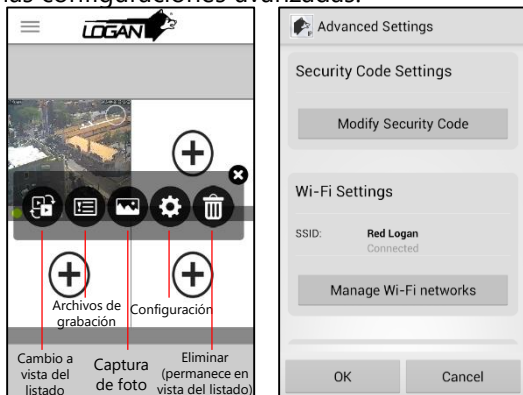 las configuraciones avanzadas.
LOGAN
Archivos de
grabación
Configuración
Cambio a
vista del
listado
Captura
de foto
Eliminar
(permanece en
vista del listado)
Advanced Settings
Security Code Settings
Modify Security Code
Wi-Fi Settings
SSID: Red Logan
Connected
Manage Wi-Fi networks
OK Cancel